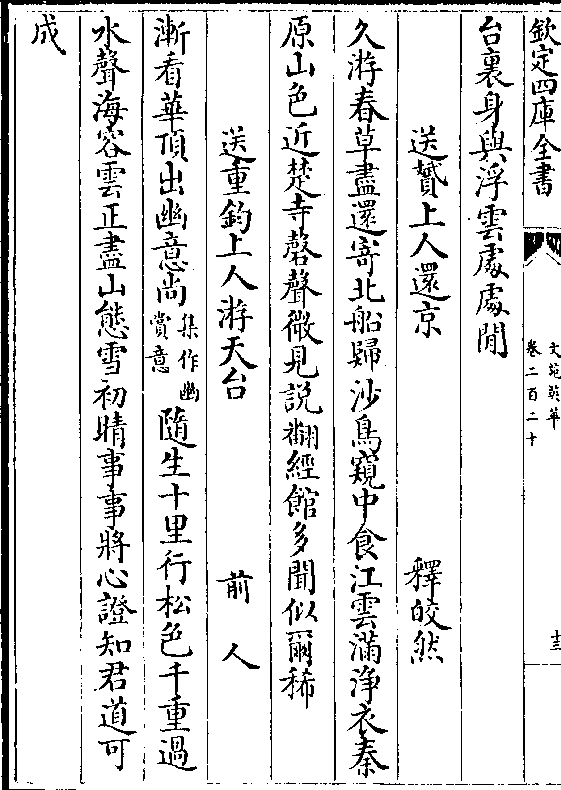 欽定四庫全書
文苑英華
卷二百二十
十三
台裏身與浮雲處處閒
送贊上人還京 釋皎然
久游春草盡還寄北船歸沙鳥窺中食江雲滿浄衣秦
原山色近楚寺磬聲微見說翻經館多聞似爾稀
送重鈞上人游天台 前人
漸看華頂出幽意尚集作幽賞意隨生十里行松色千重過
水聲海容雲正盡山態雪初晴事事將心證知君道可
成